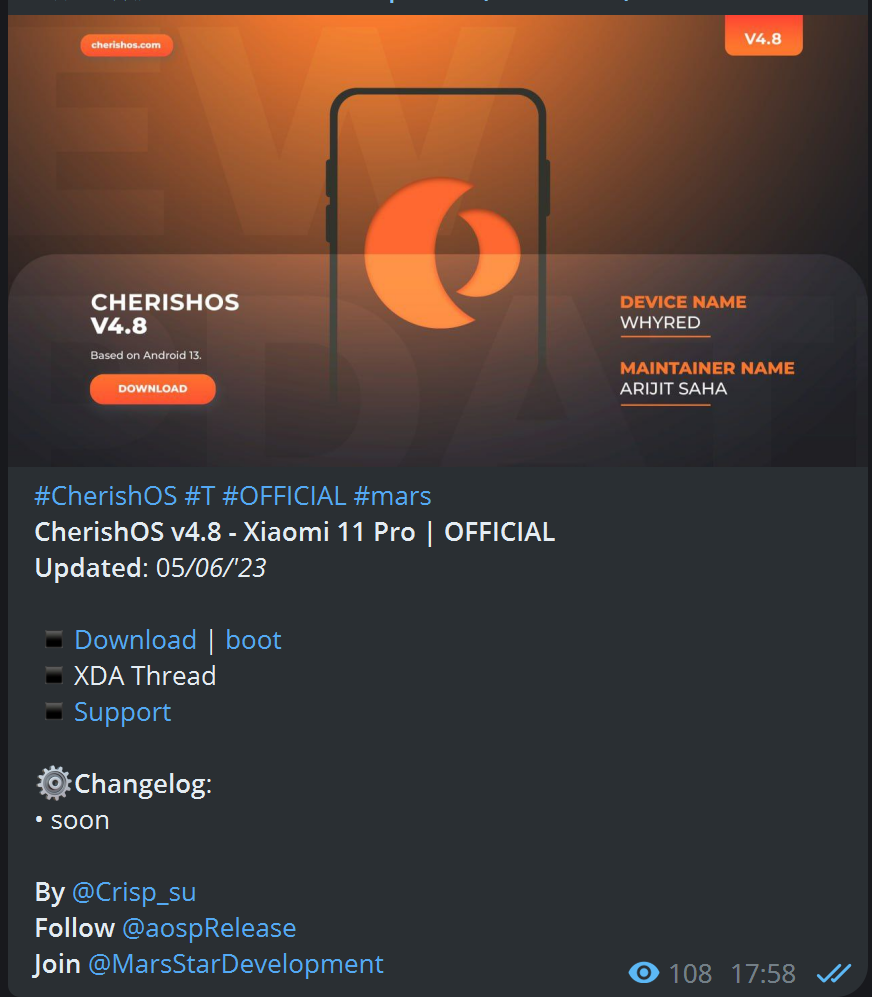 cherishos.com
V4.8
CHERISHOS
V4.8
Based on Android 13.
DOWNLOAD
DEVICE NAME
WHYRED
MAINTAINER NAME
ARIJIT SAHA
#CherishOS #T #OFFICIAL #mars
CherishOS v4.8 - Xiaomi 11 Pro | OFFICIAL
Updated: 05/06/'23
▪️ Download | boot
▪️ XDA Thread
▪️ Support
⚙️Changelog:
• soon
By @Crisp_su
Follow @aospRelease
Join @MarsStarDevelopment
108 17:58